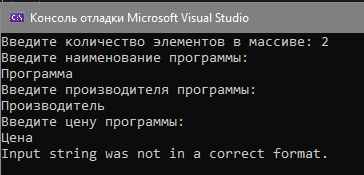 Консоль отладки Microsoft Visual Studio
Введите количество элементов в массиве: 2
Введите наименование программы:
Программа
Введите производителя программы:
Производитель
Введите цену программы:
Цена
Input string was not in a correct format.